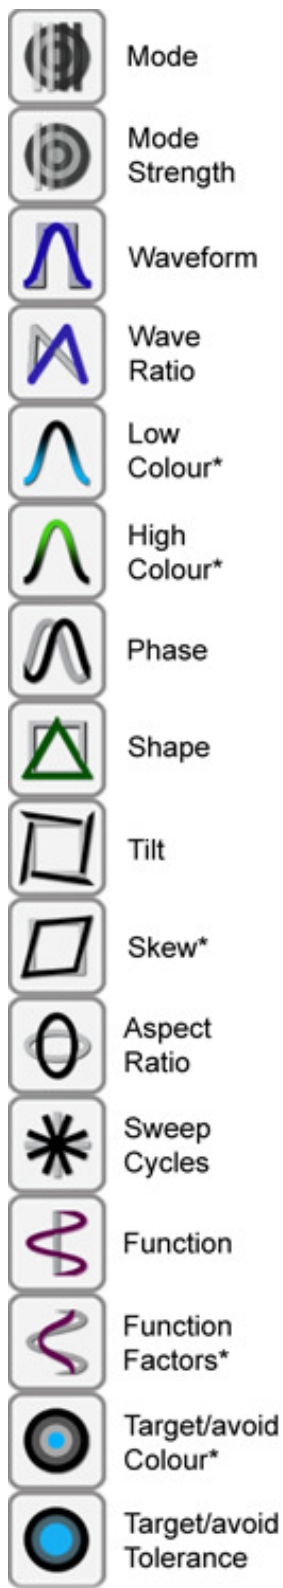 Mode
Mode
Strength
Waveform
Wave
Ratio
Low
Colour*
High
Colour*
Phase
Shape
Tilt
Skew*
Aspect
Ratio
Sweep
Cycles
Function
Function
Factors*
Target/avoid
Colour*
Target/avoid
Tolerance